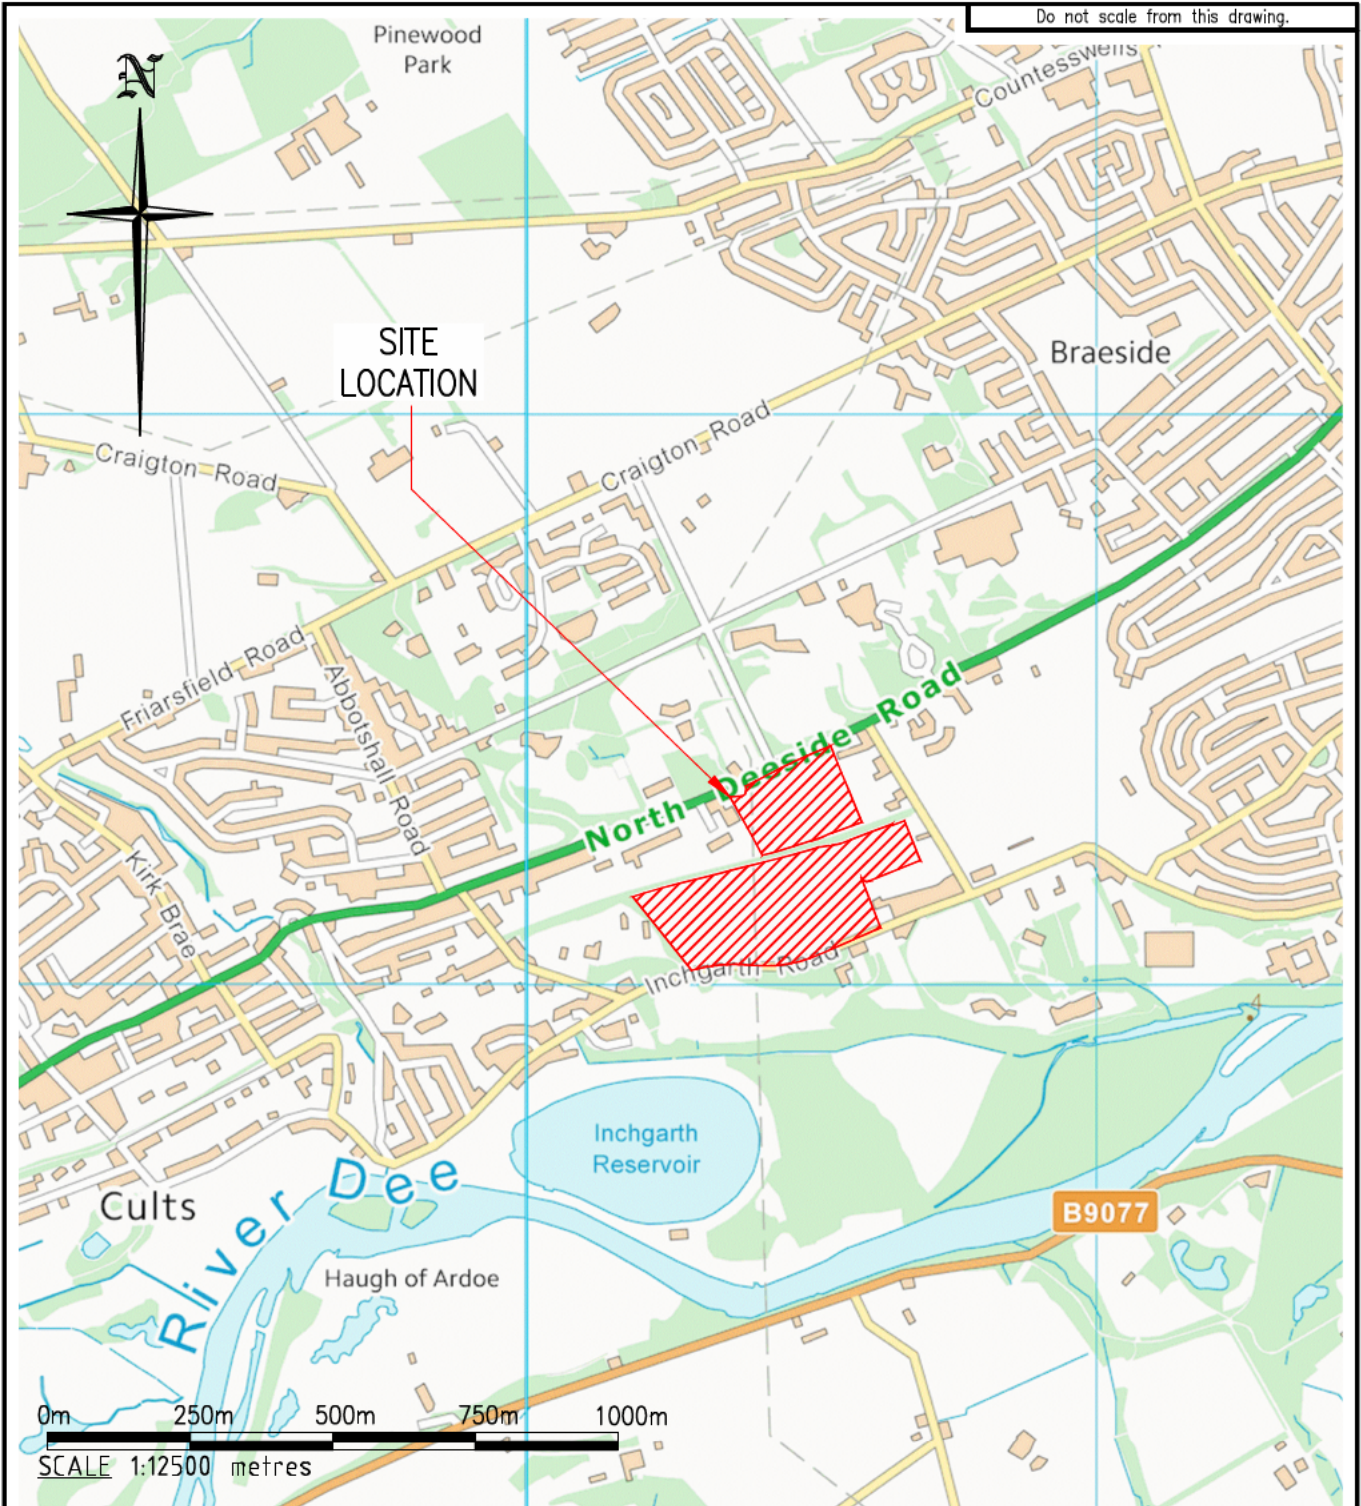 Do not scale from this drawing.
Pinewood
Park
N
Countesswells
SITE
LOCATION
Braeside
Craigton Road
Craigton Road
Friarsfield Road
Abbotshall Road
North Deeside Road
Kirk Brae
Inchgarth Road
Inchgarth
Reservoir
River Dee
Cults
B9077
Haugh of Ardoe
0m 250m 500m 750m 1000m
SCALE 1:12500 metres